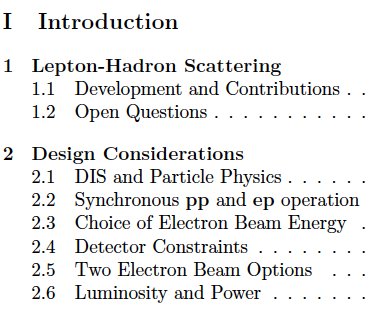 I Introduction
1 Lepton-Hadron Scattering
1.1 Development and Contributions . .
1.2 Open Questions . . . . . . . . . . .
2 Design Considerations
2.1 DIS and Particle Physics . . . . . .
2.2 Synchronous pp and ep operation
2.3 Choice of Electron Beam Energy .
2.4 Detector Constraints . . . . . . . .
2.5 Two Electron Beam Options . . .
2.6 Luminosity and Power . . . . . . .